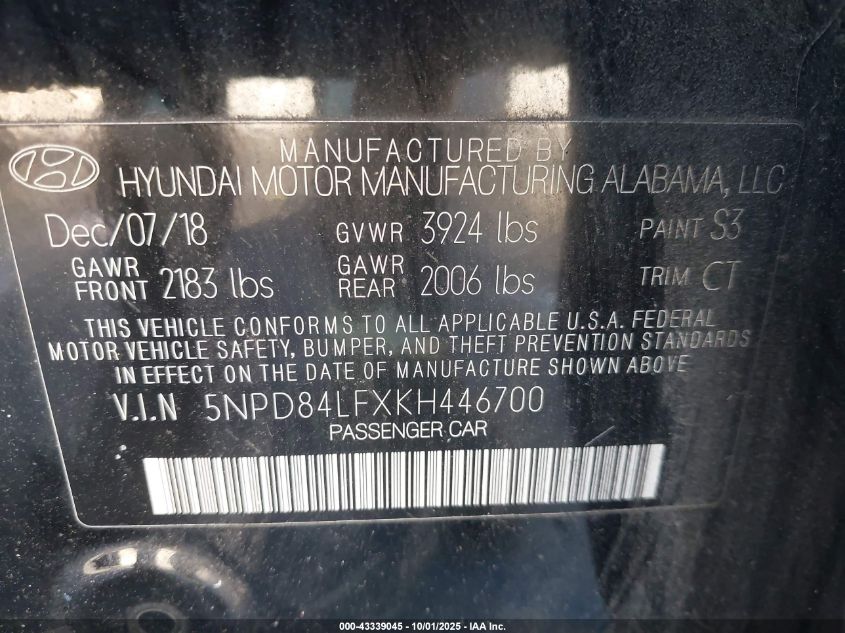 MANUFACTURED BY
HYUNDAI MOTOR MANUFACTURING ALABAMA, LLC
Dec/07/18 GVWR 3924 lbs PAINT S3
GAWR FRONT 2183 lbs GAWR REAR 2006 lbs TRIM CT
THIS VEHICLE CONFORMS TO ALL APPLICABLE U.S.A. FEDERAL
MOTOR VEHICLE SAFETY, BUMPER, AND THEFT PREVENTION STANDARDS
IN EFFECT ON THE DATE OF MANUFACTURE SHOWN ABOVE
V.I.N 5NPD84LFXKH446700
PASSENGER CAR
000-43339045 - 10/01/2025 - IAA Inc.